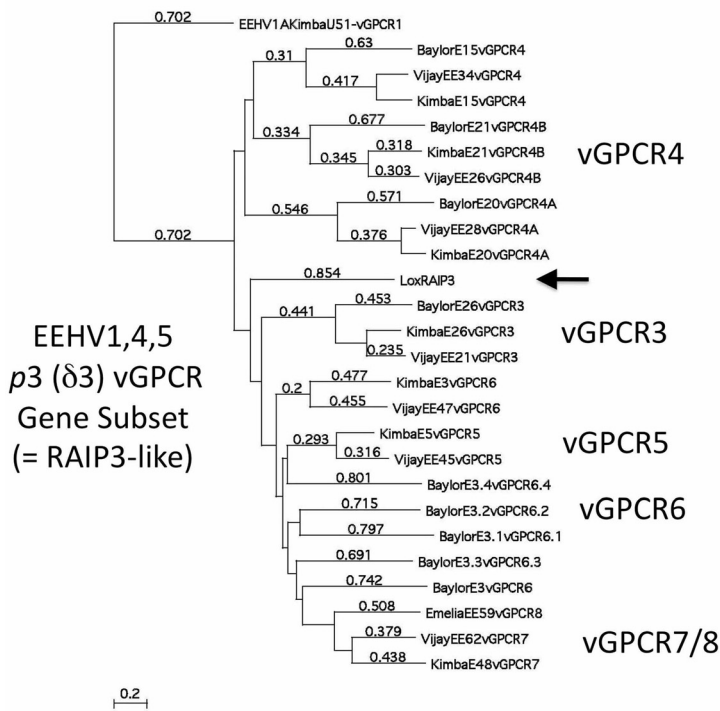 0.702 EEHV1AKimbaU51-vGPCR1
0.63 BaylorE15vGPCR4
0.31
VijayEE34vGPCR4
0.417
KimbaE15vGPCR4
0.677 BaylorE21vGPCR4B
0.334
0.318 KimbaE21vGPCR4B
0.345
0.303 VijayEE26vGPCR4B
vGPCR4
0.571 BaylorE20vGPCR4A
0.546
VijayEE28vGPCR4A
0.376
KimbaE20vGPCR4A
0.702
0.854 LoxRAIP3
0.453 BaylorE26vGPCR3
0.441
KimbaE26vGPCR3
0.235 VijayEE21vGPCR3
vGPCR3
EEHV1,4,5
p3 (δ3) vGPCR
Gene Subset
(= RAIP3-like)
0.477 KimbaE3vGPCR6
0.2
0.455 VijayEE47vGPCR6
KimbaE5vGPCR5
0.293
0.316 VijayEE45vGPCR5
vGPCR5
0.801 BaylorE3.4vGPCR6.4
0.715 BaylorE3.2vGPCR6.2
vGPCR6
0.797 BaylorE3.1vGPCR6.1
0.691 BaylorE3.3vGPCR6.3
0.742 BaylorE3vGPCR6
0.508 EmeliaEE59vGPCR8
0.379 VijayEE62vGPCR7
vGPCR7/8
0.438 KimbaE48vGPCR7
0.2